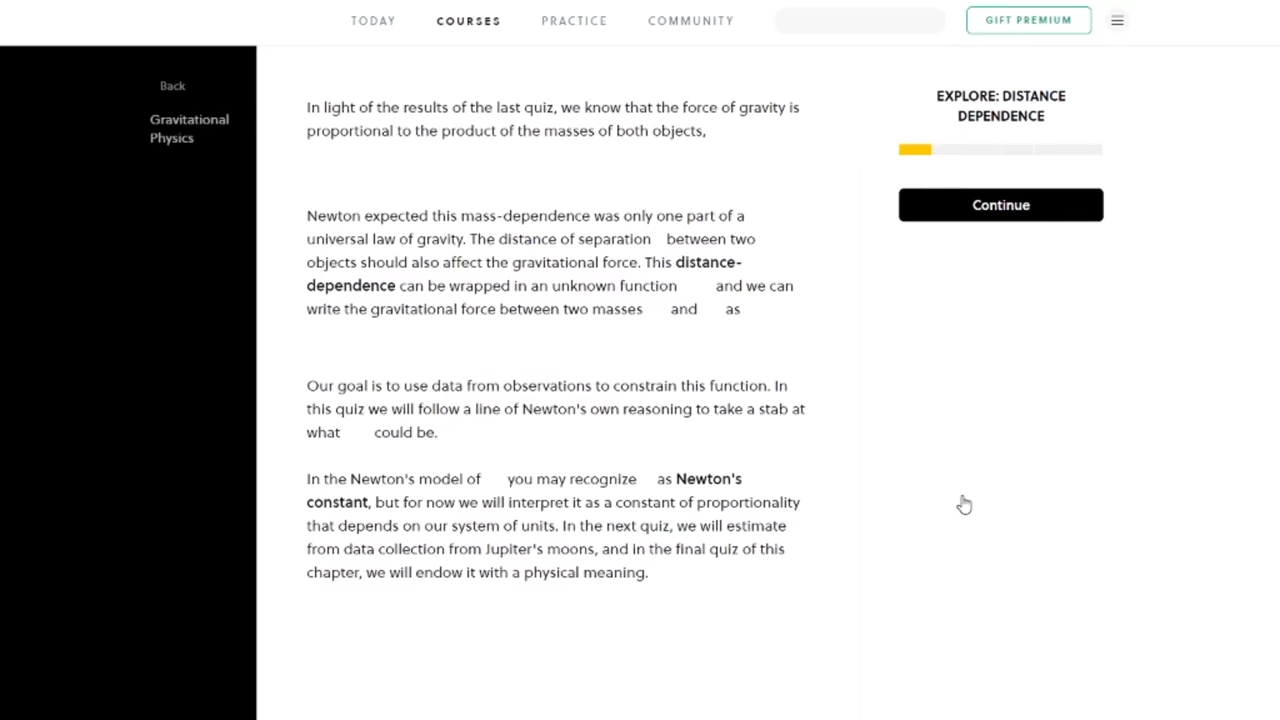 TODAY COURSES PRACTICE COMMUNITY GIFT PREMIUM
Back
Gravitational
Physics
In light of the results of the last quiz, we know that the force of gravity is
proportional to the product of the masses of both objects,
Newton expected this mass-dependence was only one part of a
universal law of gravity. The distance of separation between two
objects should also affect the gravitational force. This distance-
dependence can be wrapped in an unknown function and we can
write the gravitational force between two masses and as
Our goal is to use data from observations to constrain this function. In
this quiz we will follow a line of Newton's own reasoning to take a stab at
what could be.
In the Newton's model of you may recognize as Newton's
constant, but for now we will interpret it as a constant of proportionality
that depends on our system of units. In the next quiz, we will estimate
from data collection from Jupiter's moons, and in the final quiz of this
chapter, we will endow it with a physical meaning.
EXPLORE: DISTANCE
DEPENDENCE
Continue